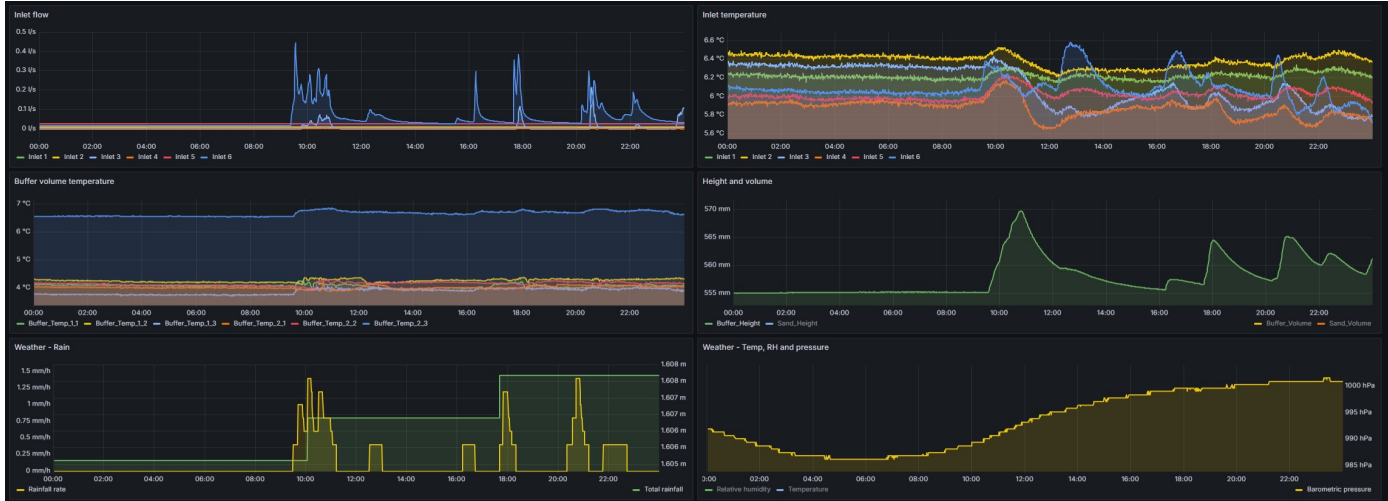 Inlet flow
0.5 l/s
0.4 l/s
0.3 l/s
0.2 l/s
0.1 l/s
0 l/s
00:00 02:00 04:00 06:00 08:00 10:00 12:00 14:00 16:00 18:00 20:00 22:00
Inlet 1 Inlet 2 Inlet 3 Inlet 4 Inlet 5 Inlet 6
Inlet temperature
6.6 °C
6.4 °C
6.2 °C
6 °C
5.8 °C
5.6 °C
00:00 02:00 04:00 06:00 08:00 10:00 12:00 14:00 16:00 18:00 20:00 22:00
Inlet 1 Inlet 2 Inlet 3 Inlet 4 Inlet 5 Inlet 6
Buffer volume temperature
7 °C
6 °C
5 °C
4 °C
00:00 02:00 04:00 06:00 08:00 10:00 12:00 14:00 16:00 18:00 20:00 22:00
Buffer_Temp_1_1 Buffer_Temp_1_2 Buffer_Temp_1_3 Buffer_Temp_2_1 Buffer_Temp_2_2 Buffer_Temp_2_3
Height and volume
570 mm
565 mm
560 mm
555 mm
00:00 02:00 04:00 06:00 08:00 10:00 12:00 14:00 16:00 18:00 20:00 22:00
Buffer_Height Sand_Height Buffer_Volume Sand_Volume
Weather - Rain
1.5 mm/h
1.25 mm/h
1 mm/h
0.75 mm/h
0.5 mm/h
0.25 mm/h
0 mm/h
1.608 m
1.608 m
1.607 m
1.607 m
1.606 m
1.606 m
1.605 m
00:00 02:00 04:00 06:00 08:00 10:00 12:00 14:00 16:00 18:00 20:00 22:00
Rainfall rate Total rainfall
Weather - Temp, RH and pressure
1000 hPa
995 hPa
990 hPa
985 hPa
0:00 02:00 04:00 06:00 08:00 10:00 12:00 14:00 16:00 18:00 20:00 22:00
Relative humidity Temperature Barometric pressure